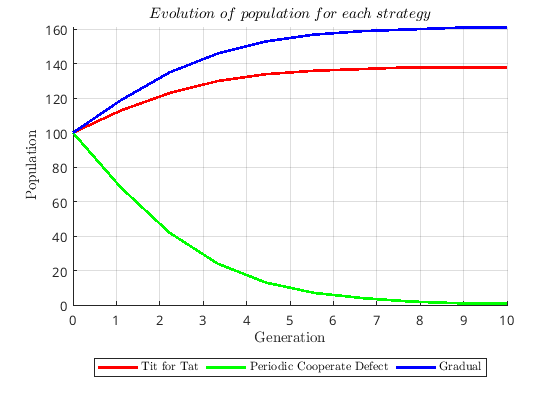 Evolution of population for each strategy
160
140
120
100
80
60
40
20
0
Population
0 1 2 3 4 5 6 7 8 9 10
Generation
Tit for Tat Periodic Cooperate Defect Gradual